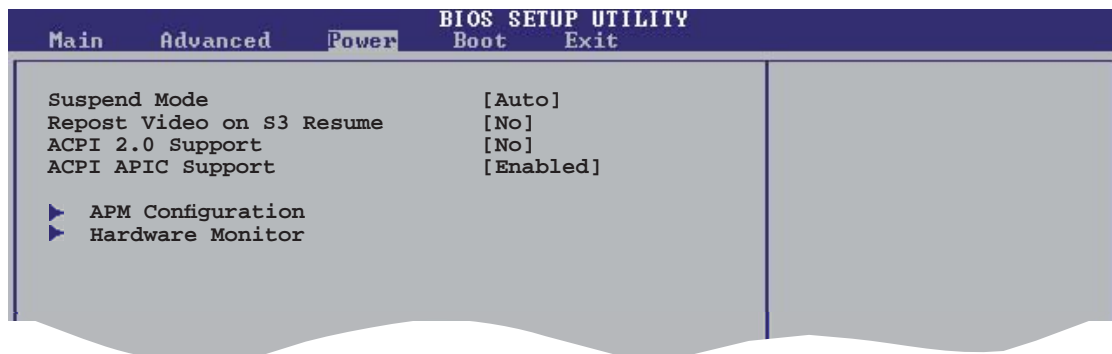 BIOS SETUP UTILITY
Main Advanced Power Boot Exit
Suspend Mode [Auto]
Repost Video on S3 Resume [No]
ACPI 2.0 Support [No]
ACPI APIC Support [Enabled]
APM Configuration
Hardware Monitor